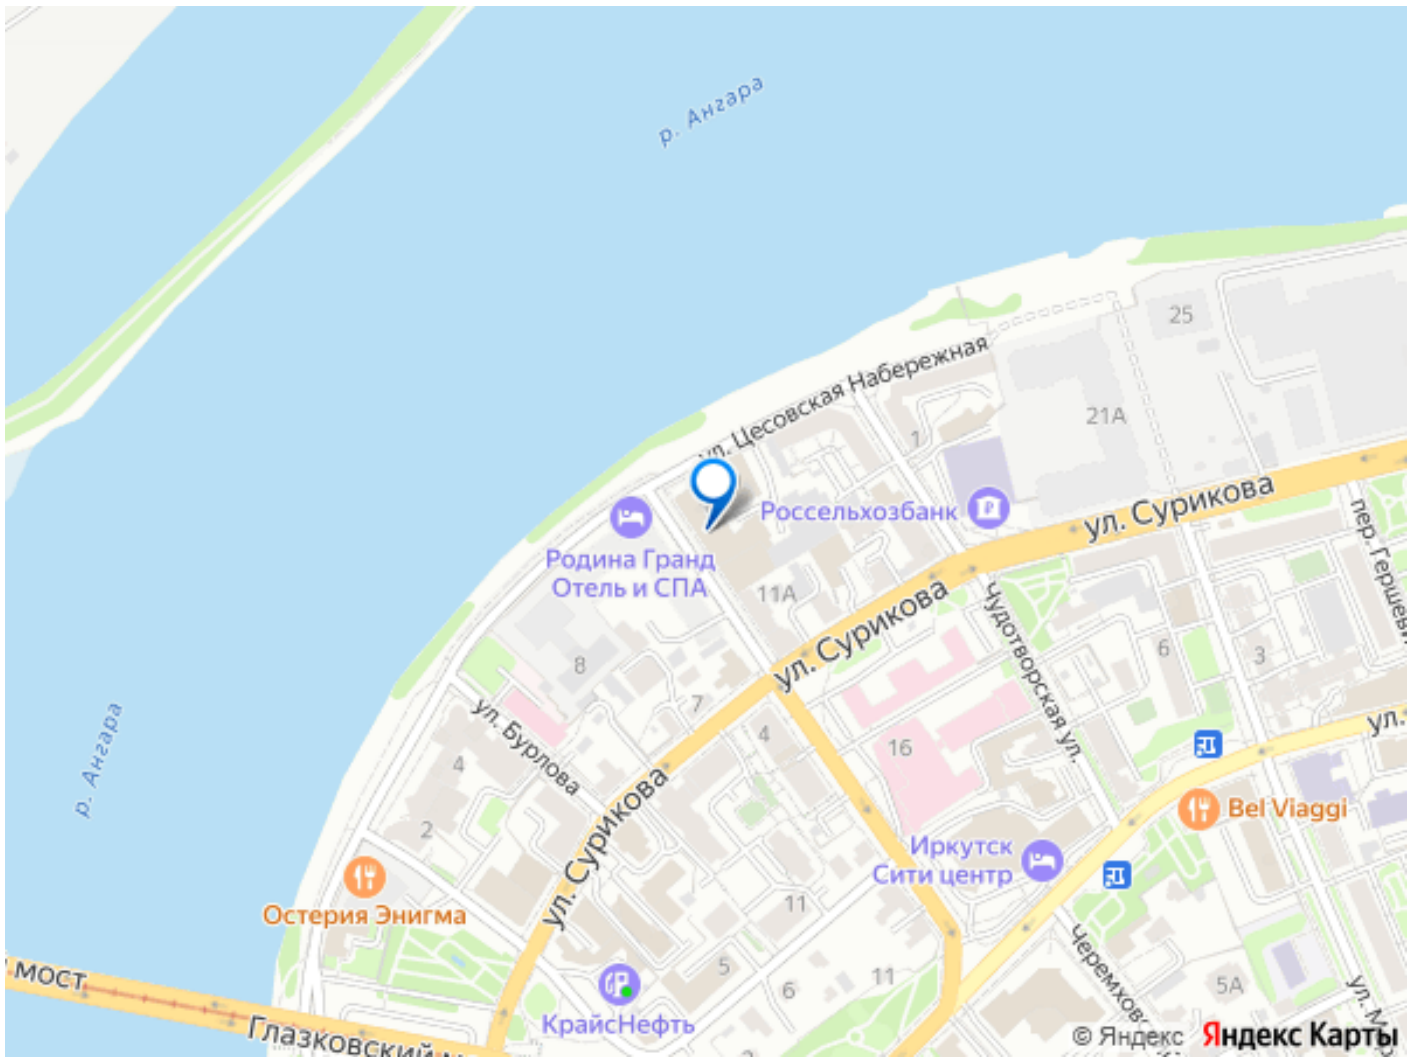 р. Ангара
25
ул. Цесовская Набережная
21А
1
ул. Сурикова
Россельхозбанк
пер. Гершеви
Родина Гранд
Отель и СПА
11А
ул. Сурикова
Чудотворская ул.
6
3
8
7
ул. Бурлова
4
16
ул.
р. Ангара
4
2
ул. Сурикова
Bel Viaggi
Иркутск
Сити центр
Остерия Энигма
11
5
6
11
Черемховс
5А
ул. М
мост
Глазковский м
КрайсНефть
© Яндекс Яндекс Карты